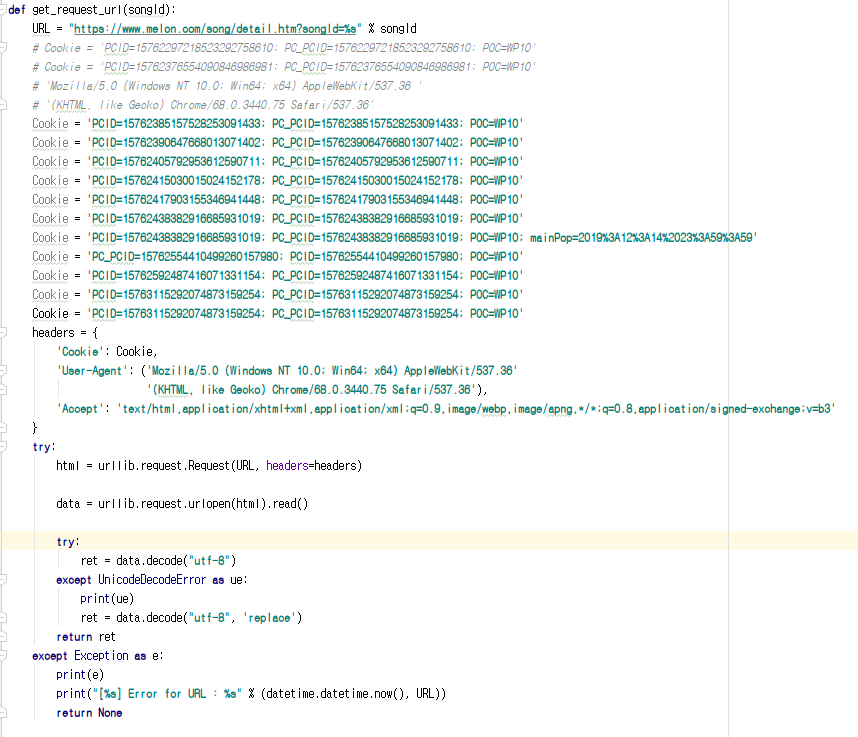 def get_request_url(songId):
    URL = "https://www.melon.com/song/detail.htm?songId=%s" % songId
    # Cookie = 'PCID=15762297218523292758610; PC_PCID=15762297218523292758610; POC=WP10'
    # Cookie = 'PCID=15762376554090846986981; PC_PCID=15762376554090846986981; POC=WP10'
    # 'Mozilla/5.0 (Windows NT 10.0; Win64; x64) AppleWebKit/537.36 '
    # '(KHTML, like Gecko) Chrome/68.0.3440.75 Safari/537.36'
    Cookie = 'PCID=15762385157528253091433; PC_PCID=15762385157528253091433; POC=WP10'
    Cookie = 'PCID=15762390647668013071402; PC_PCID=15762390647668013071402; POC=WP10'
    Cookie = 'PCID=15762405792953612590711; PC_PCID=15762405792953612590711; POC=WP10'
    Cookie = 'PCID=15762415030015024152178; PC_PCID=15762415030015024152178; POC=WP10'
    Cookie = 'PCID=15762417903155346941448; PC_PCID=15762417903155346941448; POC=WP10'
    Cookie = 'PCID=15762438382916685931019; PC_PCID=15762438382916685931019; POC=WP10'
    Cookie = 'PCID=15762438382916685931019; PC_PCID=15762438382916685931019; POC=WP10; mainPop=2019%3A12%3A14%2023%3A59%3A59'
    Cookie = 'PC_PCID=15762554410499260157980; PCID=15762554410499260157980; POC=WP10'
    Cookie = 'PCID=15762592487416071331154; PC_PCID=15762592487416071331154; POC=WP10'
    Cookie = 'PCID=15763115292074873159254; PC_PCID=15763115292074873159254; POC=WP10'
    Cookie = 'PCID=15763115292074873159254; PC_PCID=15763115292074873159254; POC=WP10'
    headers = {
        'Cookie': Cookie,
        'User-Agent': ('Mozilla/5.0 (Windows NT 10.0; Win64; x64) AppleWebKit/537.36'
                       '(KHTML, like Gecko) Chrome/68.0.3440.75 Safari/537.36'),
        'Accept': 'text/html,application/xhtml+xml,application/xml;q=0.9,image/webp,image/apng,*/*;q=0.8,application/signed-exchange;v=b3'
    }
    try:
        html = urllib.request.Request(URL, headers=headers)
        data = urllib.request.urlopen(html).read()
        try:
            ret = data.decode("utf-8")
        except UnicodeDecodeError as ue:
            print(ue)
            ret = data.decode("utf-8", 'replace')
        return ret
    except Exception as e:
        print(e)
        print("[%s] Error for URL : %s" % (datetime.datetime.now(), URL))
        return None